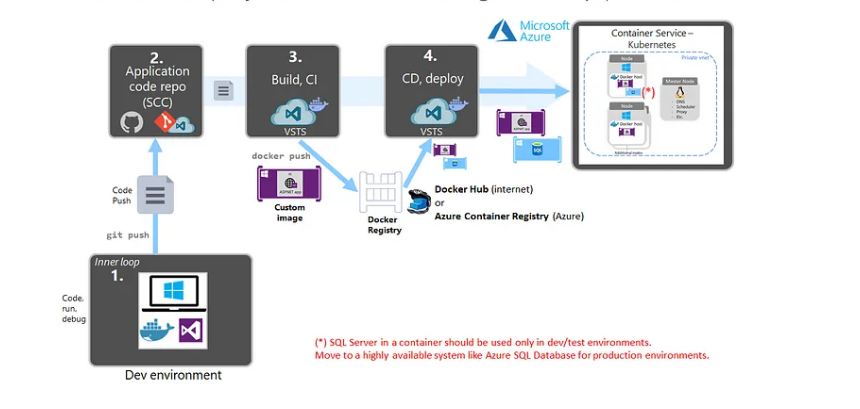 Microsoft
Azure
Container Service –
Kubernetes
Private vnet
Node
Docker host
(*)
Master Node
DNS
Scheduler
Proxy
Etc.
Node
Docker host
2.
Application
code repo
(SCC)
3.
Build, CI
VSTS
4.
CD, deploy
VSTS
docker push
ASP.NET app
Custom
image
Docker
Registry
Docker Hub (internet)
or
Azure Container Registry (Azure)
SQL
Code
Push
git push
Inner loop
1.
Code,
run,
debug
Dev environment
(*) SQL Server in a container should be used only in dev/test environments.
Move to a highly available system like Azure SQL Database for production environments.